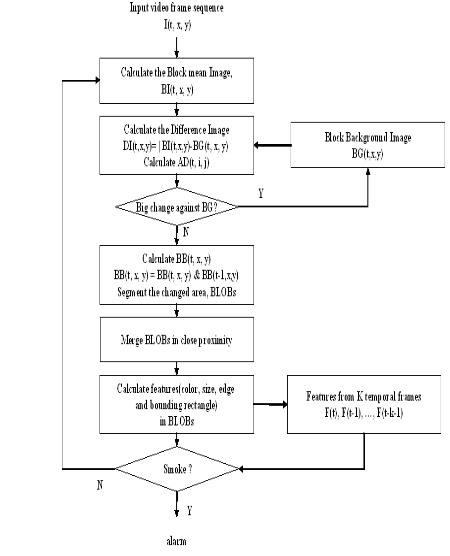 Input video frame sequence
I(t, x, y)
Calculate the Block mean Image,
BI(t, x, y)
Calculate the Difference Image
DI(t,x,y)= | BI(t,x,y)-BG(t, x, y)
Calculate AD(t, i, j)
Block Background Image
BG(t,x,y)
Big change against BG?
Y
N
Calculate BB(t, x, y)
BB(t, x, y) = BB(t, x, y) & BB(t-1,x,y)
Segment the changed area, BLOBs
Merge BLOBs in close proximity
Calculate features(color, size, edge
and bounding rectangle)
in BLOBs
Features from K temporal frames
F(t), F(t-1), ..., F(t-k-1)
Smoke ?
N
Y
alarm